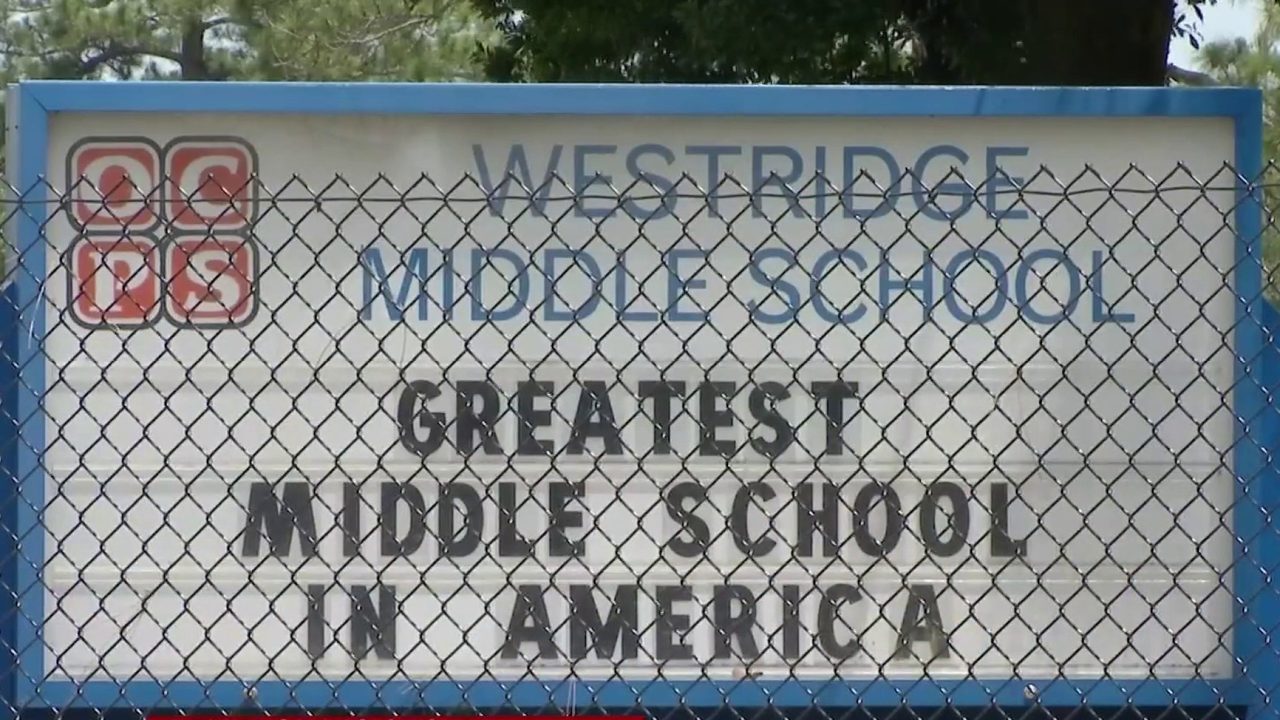 OC
PS
WESTRIDGE
MIDDLE SCHOOL
GREATEST
MIDDLE SCHOOL
IN AMERICA